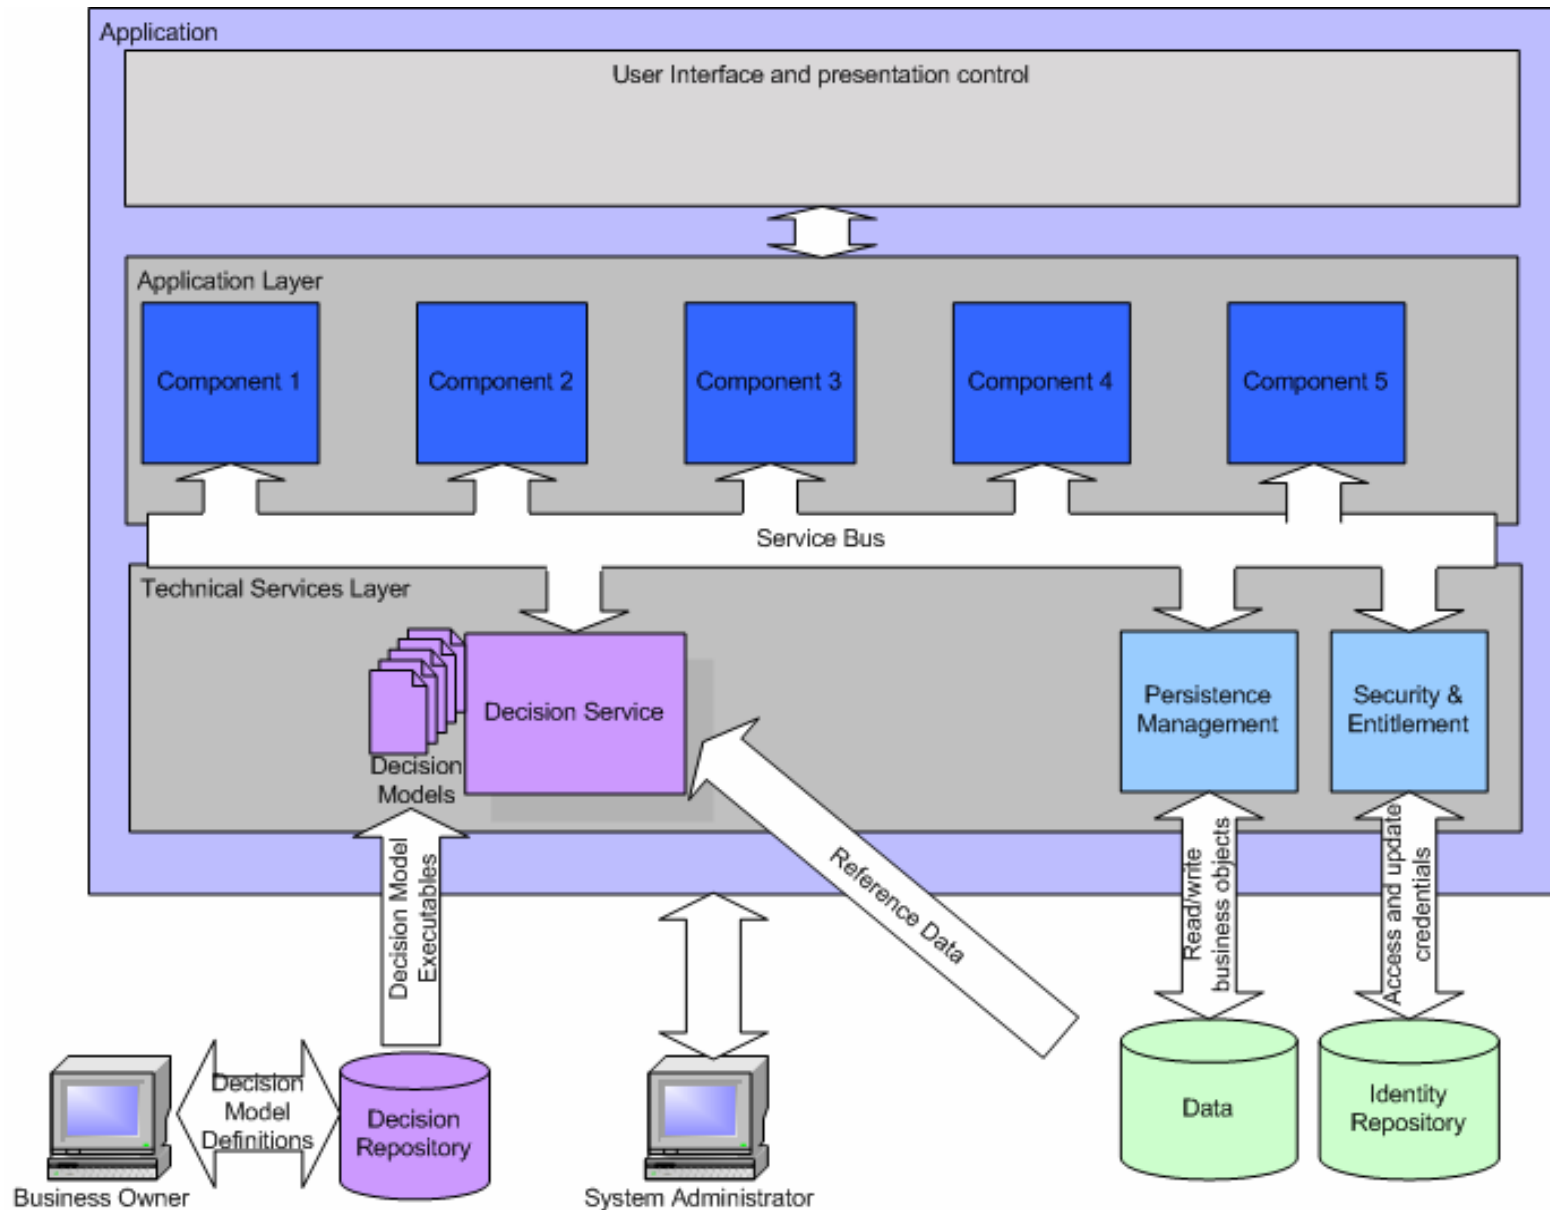 Application
User Interface and presentation control
Application Layer
Component 1
Component 2
Component 3
Component 4
Component 5
Service Bus
Technical Services Layer
Decision Service
Decision
Models
Persistence
Management
Security &
Entitlement
Decision Model
Executables
Reference Data
Read/write
business objects
Access and update
credentials
Decision
Model
Definitions
Decision
Repository
Data
Identity
Repository
Business Owner
System Administrator